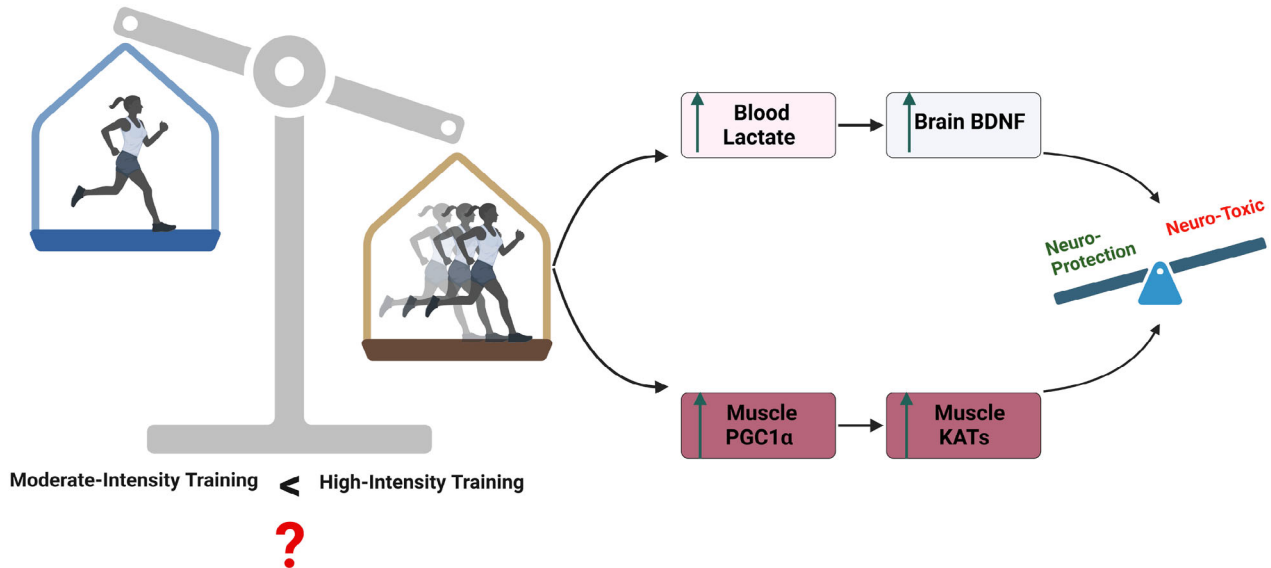 Blood
Lactate
Brain BDNF
Neuro-Toxic
Neuro-
Protection
Muscle
PGC1α
Muscle
KATs
Moderate-Intensity Training < High-Intensity Training
?